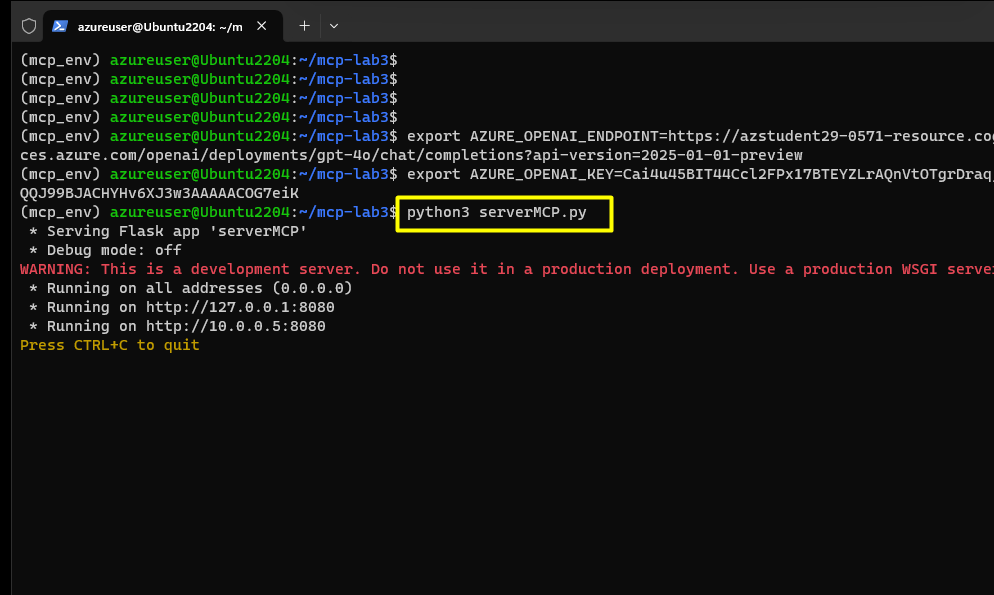 azureuser@Ubuntu2204: ~/m
(mcp_env) azureuser@Ubuntu2204:~/mcp-lab3$
(mcp_env) azureuser@Ubuntu2204:~/mcp-lab3$
(mcp_env) azureuser@Ubuntu2204:~/mcp-lab3$
(mcp_env) azureuser@Ubuntu2204:~/mcp-lab3$
(mcp_env) azureuser@Ubuntu2204:~/mcp-lab3$ export AZURE_OPENAI_ENDPOINT=https://azstudent29-0571-resource.cog
ces.azure.com/openai/deployments/gpt-4o/chat/completions?api-version=2025-01-01-preview
(mcp_env) azureuser@Ubuntu2204:~/mcp-lab3$ export AZURE_OPENAI_KEY=Cai4u45BIT44Ccl2FPx17BTEYZLrAQnVtOTgrDraq
QQJ99BJACHYHv6XJ3w3AAAAACOG7eiK
(mcp_env) azureuser@Ubuntu2204:~/mcp-lab3$ python3 serverMCP.py
* Serving Flask app 'serverMCP'
* Debug mode: off
WARNING: This is a development server. Do not use it in a production deployment. Use a production WSGI serve
* Running on all addresses (0.0.0.0)
* Running on http://127.0.0.1:8080
* Running on http://10.0.0.5:8080
Press CTRL+C to quit